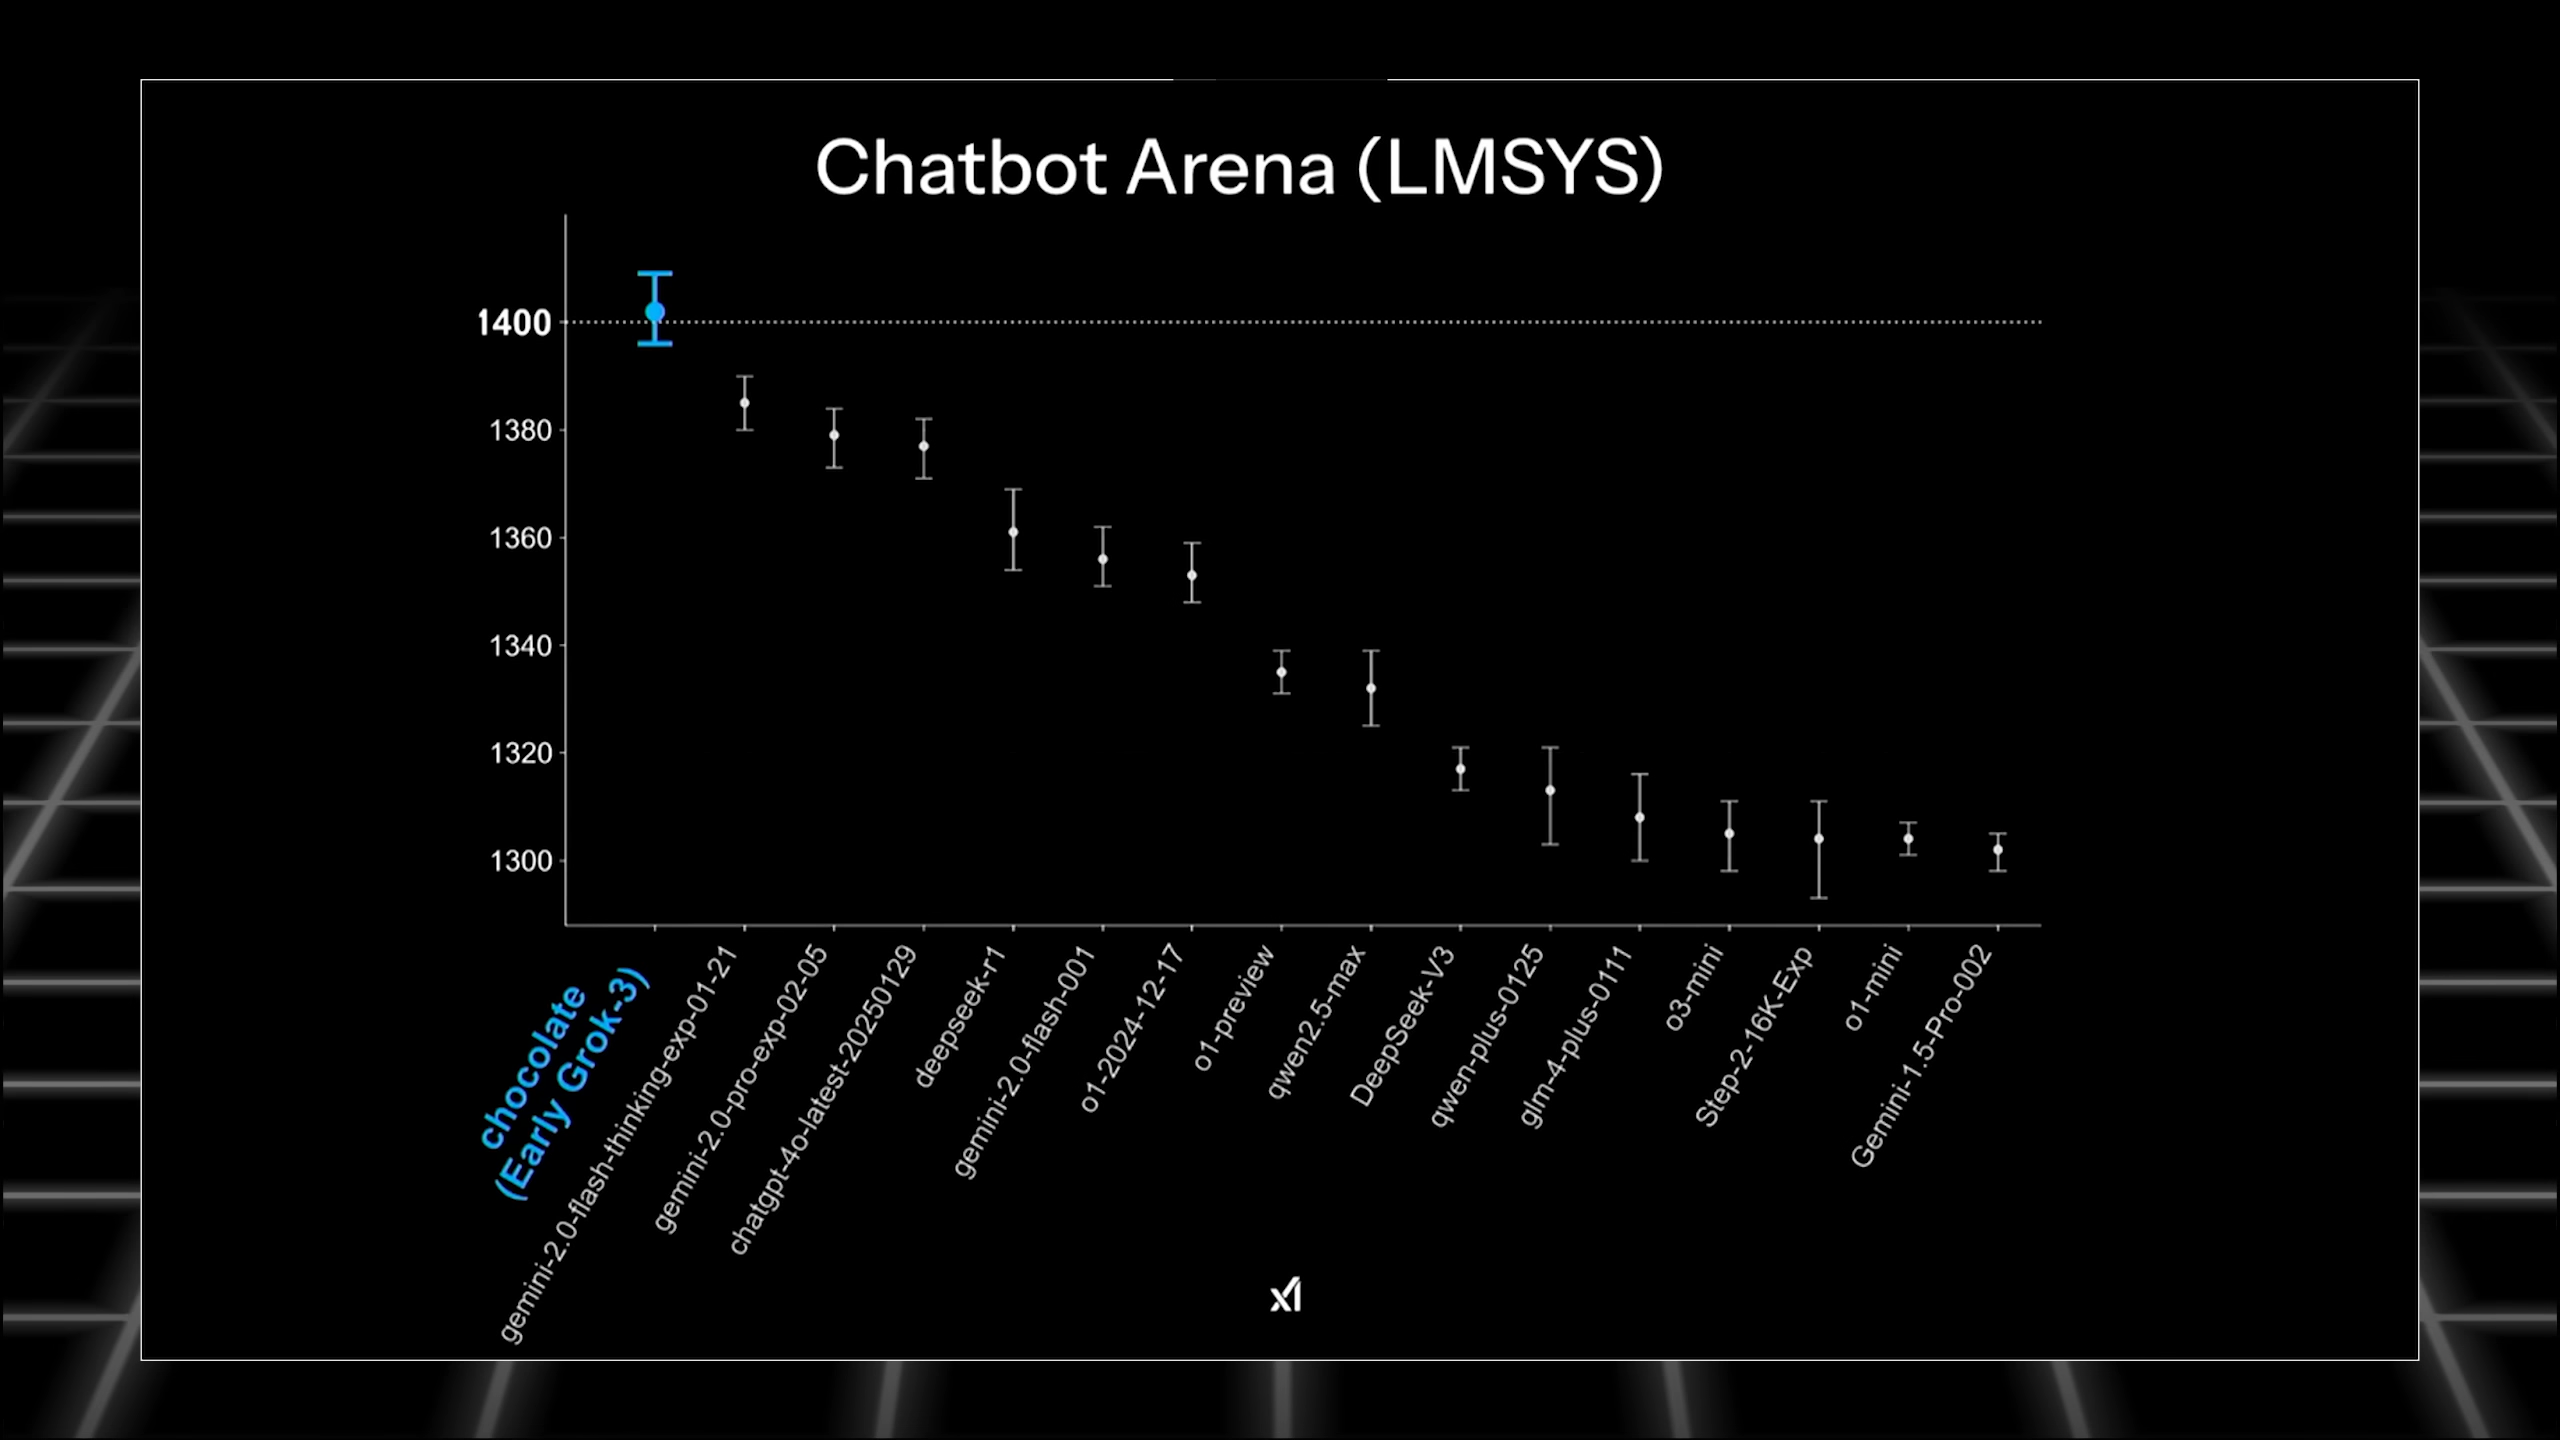 Chatbot Arena (LMSYS)
1400
1380
1360
1340
1320
1300
chocolate
(Early Grok-3)
gemini-2.0-flash-thinking-exp-01-21
gemini-2.0-pro-exp-02-05
chatgpt-4o-latest-20250129
deepseek-r1
gemini-2.0-flash-001
o1-2024-12-17
o1-preview
qwen2.5-max
DeepSeek-V3
qwen-plus-0125
glm-4-plus-0111
o3-mini
Step-2-16K-Exp
o1-mini
Gemini-1.5-Pro-002
xI